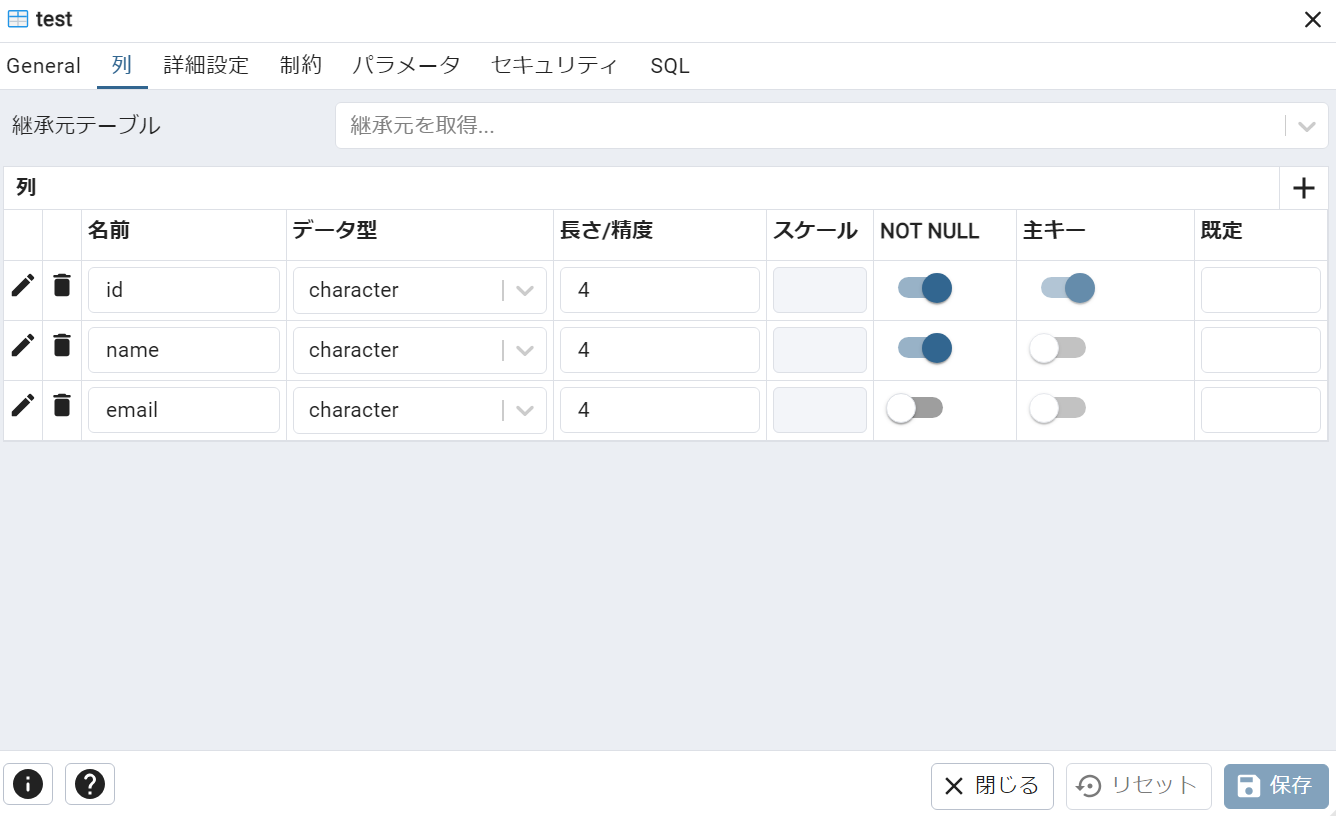 test
General 列 詳細設定 制約 パラメータ セキュリティ SQL
継承元テーブル 継承元を取得...
列
名前 データ型 長さ/精度 スケール NOT NULL 主キー 既定
id character 4
name character 4
email character 4
閉じる リセット 保存